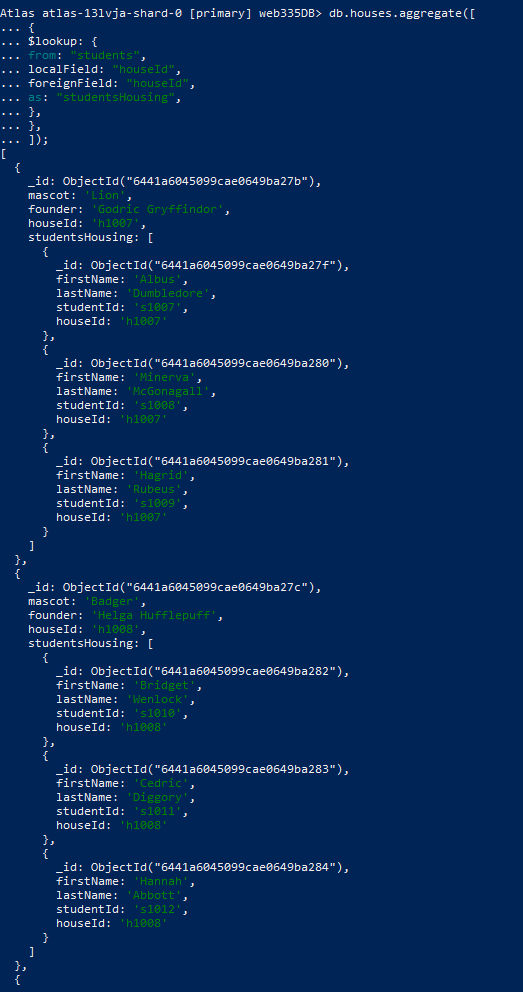 Atlas atlas-13lvja-shard-0 [primary] web335DB> db.houses.aggregate([
... {
... $lookup: {
... from: "students",
... localField: "houseId",
... foreignField: "houseId",
... as: "studentsHousing",
... },
... },
... ]);
[
  {
    _id: ObjectId("6441a6045099cae0649ba27b"),
    mascot: 'Lion',
    founder: 'Godric Gryffindor',
    houseId: 'h1007',
    studentsHousing: [
      {
        _id: ObjectId("6441a6045099cae0649ba27f"),
        firstName: 'Albus',
        lastName: 'Dumbledore',
        studentId: 's1007',
        houseId: 'h1007'
      },
      {
        _id: ObjectId("6441a6045099cae0649ba280"),
        firstName: 'Minerva',
        lastName: 'McGonagall',
        studentId: 's1008',
        houseId: 'h1007'
      },
      {
        _id: ObjectId("6441a6045099cae0649ba281"),
        firstName: 'Hagrid',
        lastName: 'Rubeus',
        studentId: 's1009',
        houseId: 'h1007'
      }
    ]
  },
  {
    _id: ObjectId("6441a6045099cae0649ba27c"),
    mascot: 'Badger',
    founder: 'Helga Hufflepuff',
    houseId: 'h1008',
    studentsHousing: [
      {
        _id: ObjectId("6441a6045099cae0649ba282"),
        firstName: 'Bridget',
        lastName: 'Wenlock',
        studentId: 's1010',
        houseId: 'h1008'
      },
      {
        _id: ObjectId("6441a6045099cae0649ba283"),
        firstName: 'Cedric',
        lastName: 'Diggory',
        studentId: 's1011',
        houseId: 'h1008'
      },
      {
        _id: ObjectId("6441a6045099cae0649ba284"),
        firstName: 'Hannah',
        lastName: 'Abbott',
        studentId: 's1012',
        houseId: 'h1008'
      }
    ]
  },
  {